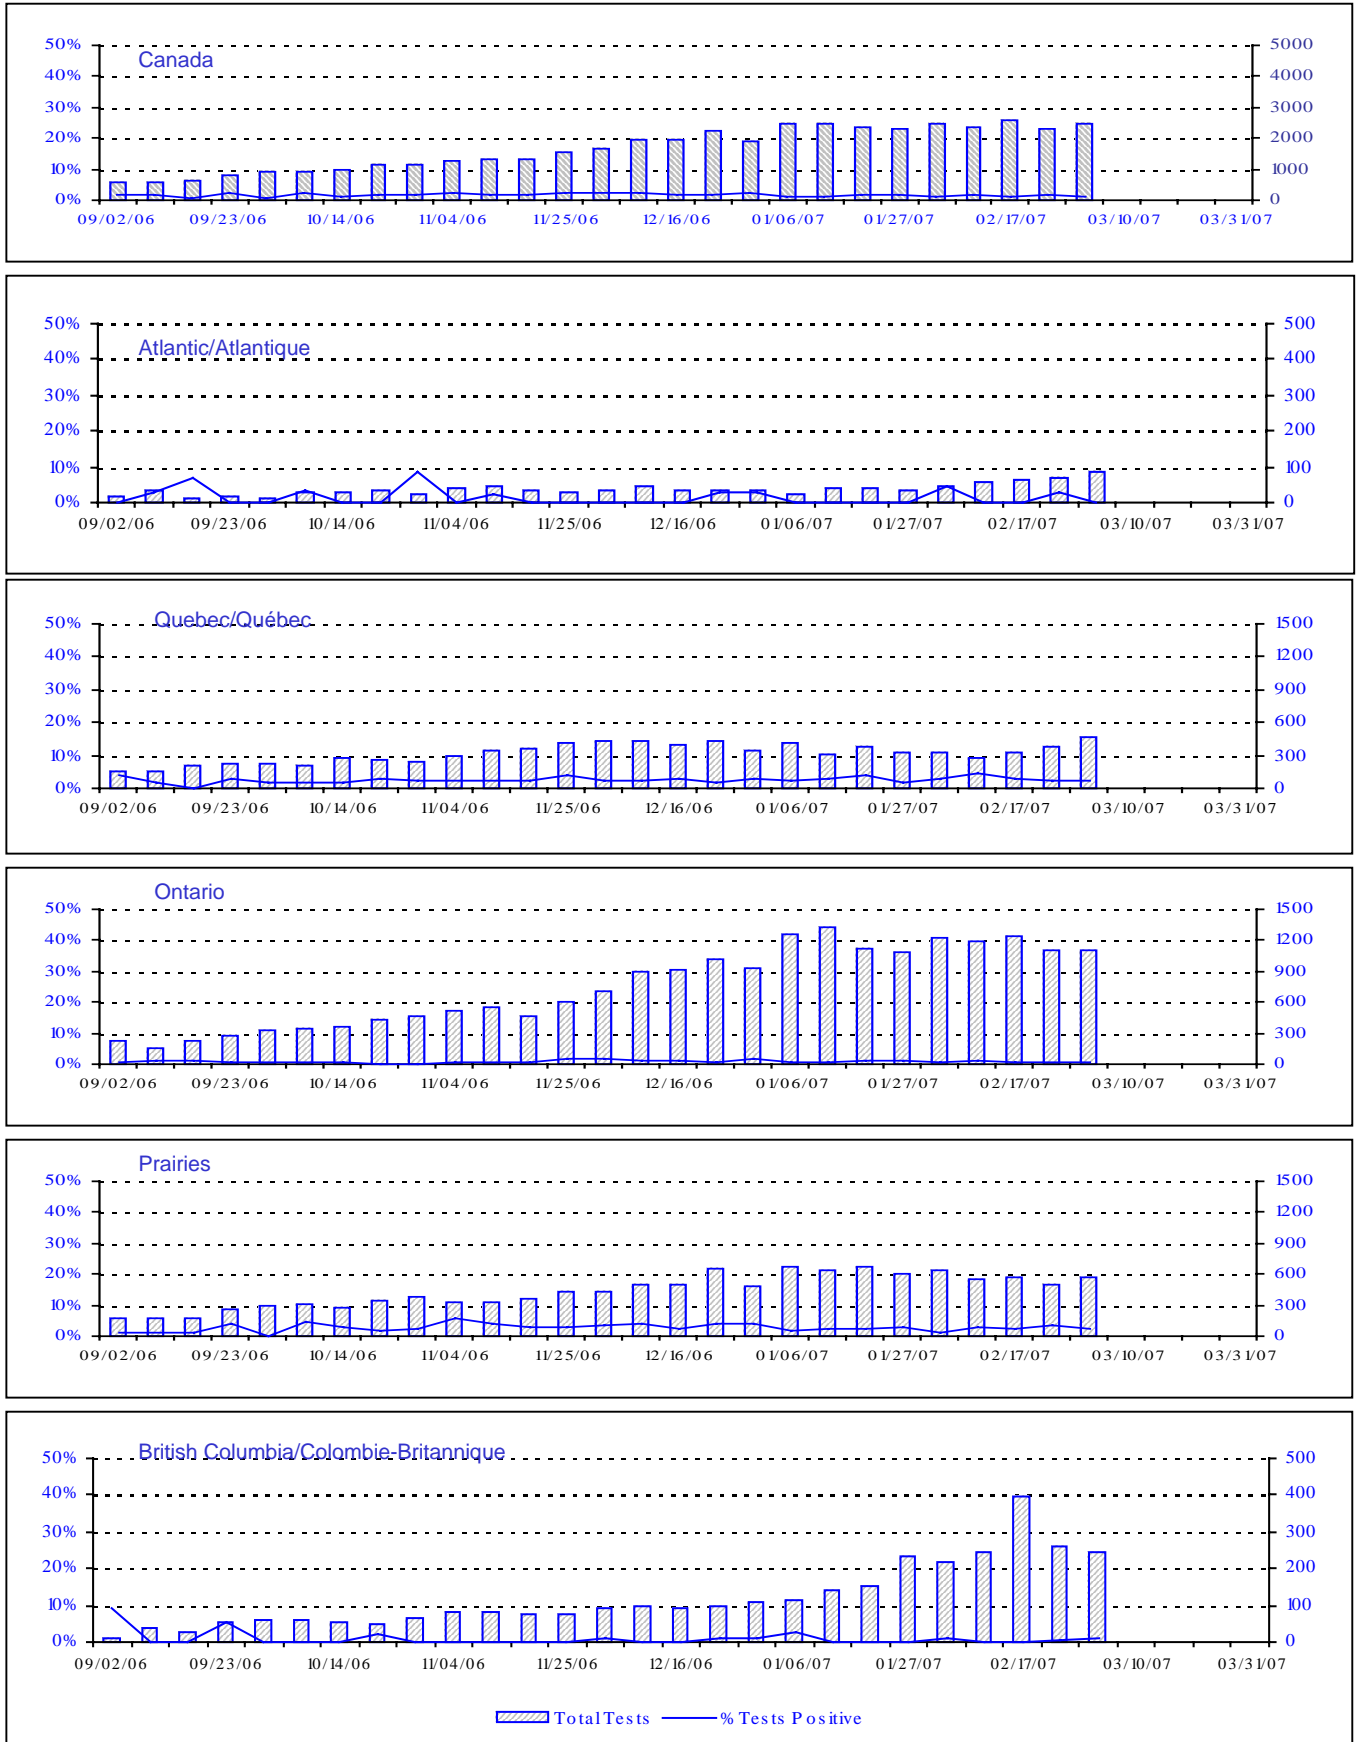 Canada
50% 5000
40% 4000
30% 3000
20% 2000
10% 1000
0% 0
09/02/06 09/23/06 10/14/06 11/04/06 11/25/06 12/16/06 01/06/07 01/27/07 02/17/07 03/10/07 03/31/07
Atlantic/Atlantique
50% 500
40% 400
30% 300
20% 200
10% 100
0% 0
09/02/06 09/23/06 10/14/06 11/04/06 11/25/06 12/16/06 01/06/07 01/27/07 02/17/07 03/10/07 03/31/07
Quebec/Québec
50% 1500
40% 1200
30% 900
20% 600
10% 300
0% 0
09/02/06 09/23/06 10/14/06 11/04/06 11/25/06 12/16/06 01/06/07 01/27/07 02/17/07 03/10/07 03/31/07
Ontario
50% 1500
40% 1200
30% 900
20% 600
10% 300
0% 0
09/02/06 09/23/06 10/14/06 11/04/06 11/25/06 12/16/06 01/06/07 01/27/07 02/17/07 03/10/07 03/31/07
Prairies
50% 1500
40% 1200
30% 900
20% 600
10% 300
0% 0
09/02/06 09/23/06 10/14/06 11/04/06 11/25/06 12/16/06 01/06/07 01/27/07 02/17/07 03/10/07 03/31/07
British Columbia/Colombie-Britannique
50% 500
40% 400
30% 300
20% 200
10% 100
0% 0
09/02/06 09/23/06 10/14/06 11/04/06 11/25/06 12/16/06 01/06/07 01/27/07 02/17/07 03/10/07 03/31/07
Total Tests % Tests Positive